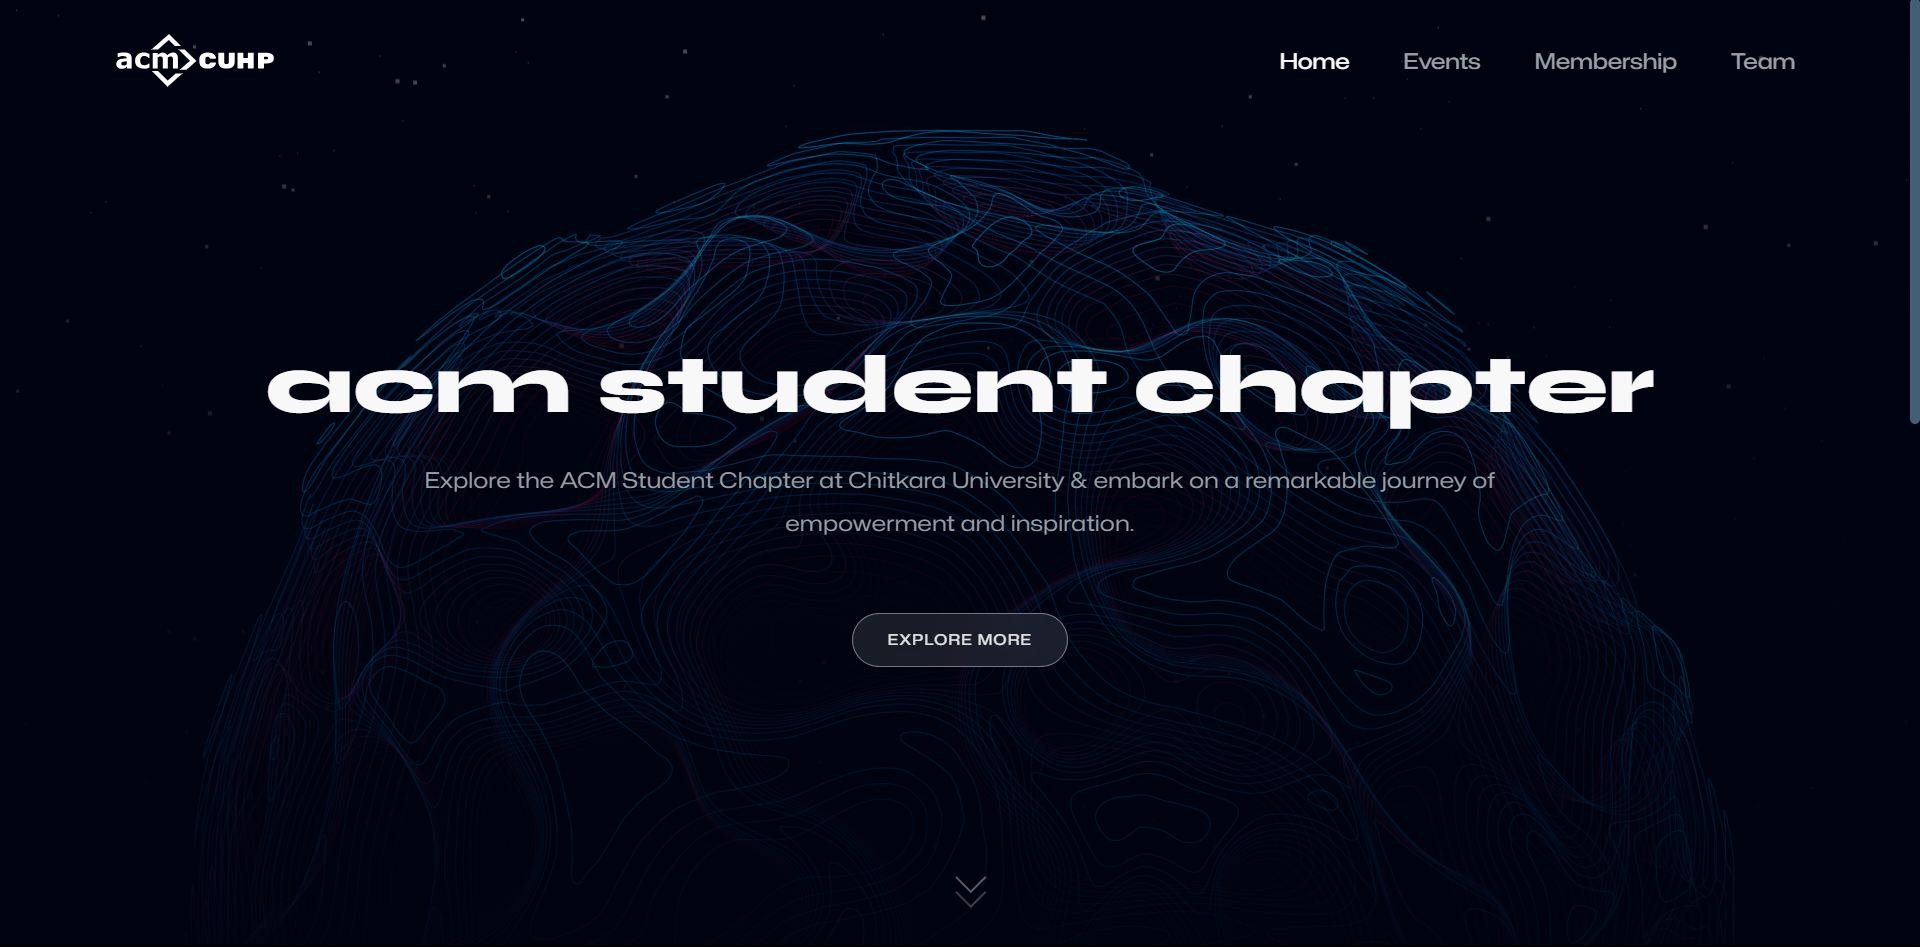 acm CUHP
Home Events Membership Team
acm student chapter
Explore the ACM Student Chapter at Chitkara University & embark on a remarkable journey of
empowerment and inspiration.
EXPLORE MORE